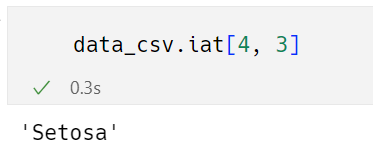 data_csv.iat[4, 3]
✓ 0.3s
'Setosa'